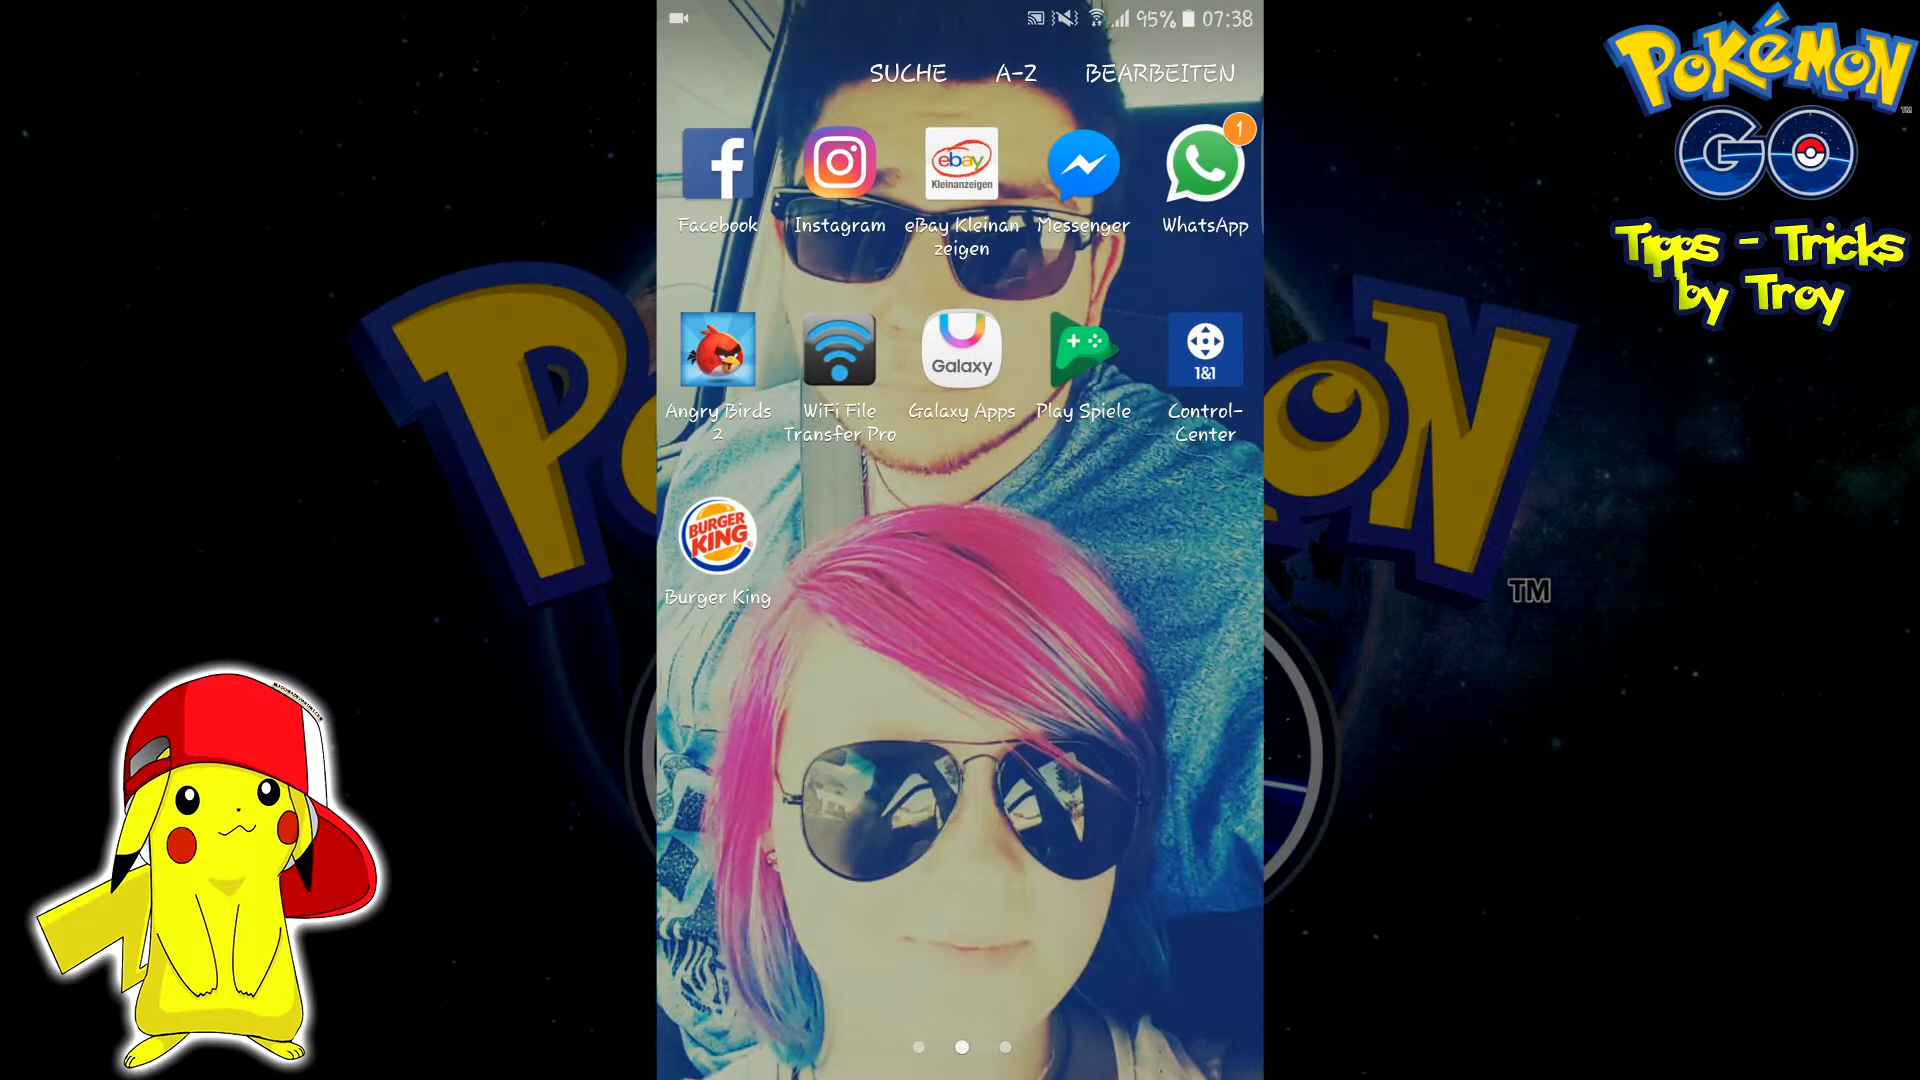 95% 07:38
SUCHE A-Z BEARBEITEN
ebay
Kleinanzeigen
1
Facebook Instagram eBay Kleinan
zeigen Messenger WhatsApp
Galaxy
1&1
Angry Birds
2
WiFi File
Transfer Pro
Galaxy Apps
Play Spiele
Control-
Center
BURGER
KING
Burger King
POKéMON
TM
GO
Tipps - Tricks
by Troy
TM